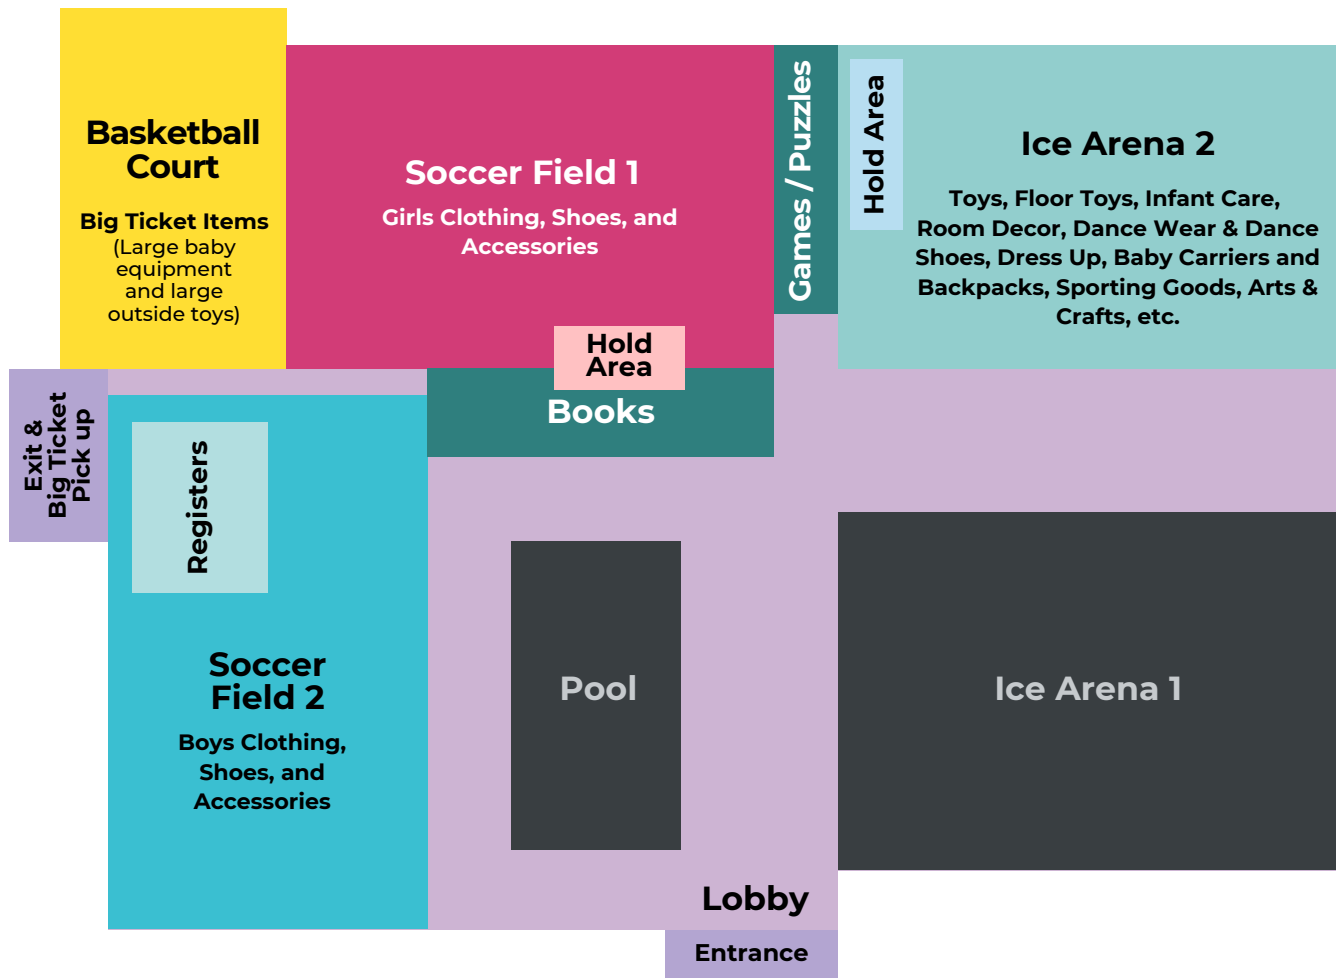 Basketball
Court
Big Ticket Items
(Large baby
equipment
and large
outside toys)
Soccer Field 1
Girls Clothing, Shoes, and
Accessories
Games / Puzzles
Hold Area
Ice Arena 2
Toys, Floor Toys, Infant Care,
Room Decor, Dance Wear & Dance
Shoes, Dress Up, Baby Carriers and
Backpacks, Sporting Goods, Arts &
Crafts, etc.
Hold
Area
Books
Exit &
Big Ticket
Pick up
Registers
Soccer
Field 2
Boys Clothing,
Shoes, and
Accessories
Pool
Ice Arena 1
Lobby
Entrance